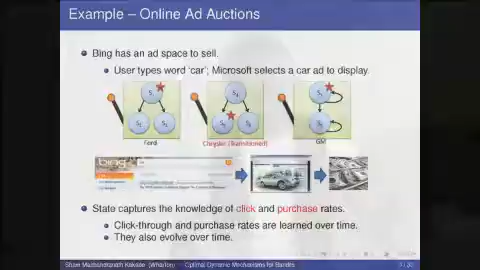 Example – Online Ad Auctions
Bing has an ad space to sell.
User types word 'car'; Microsoft selects a car ad to display.
Ford
Chrysler (Transitioned)
GM
bing
State captures the knowledge of click and purchase rates.
Click-through and purchase rates are learned over time.
They also evolve over time.
Optimal Dynamic Mechanisms for Bandits